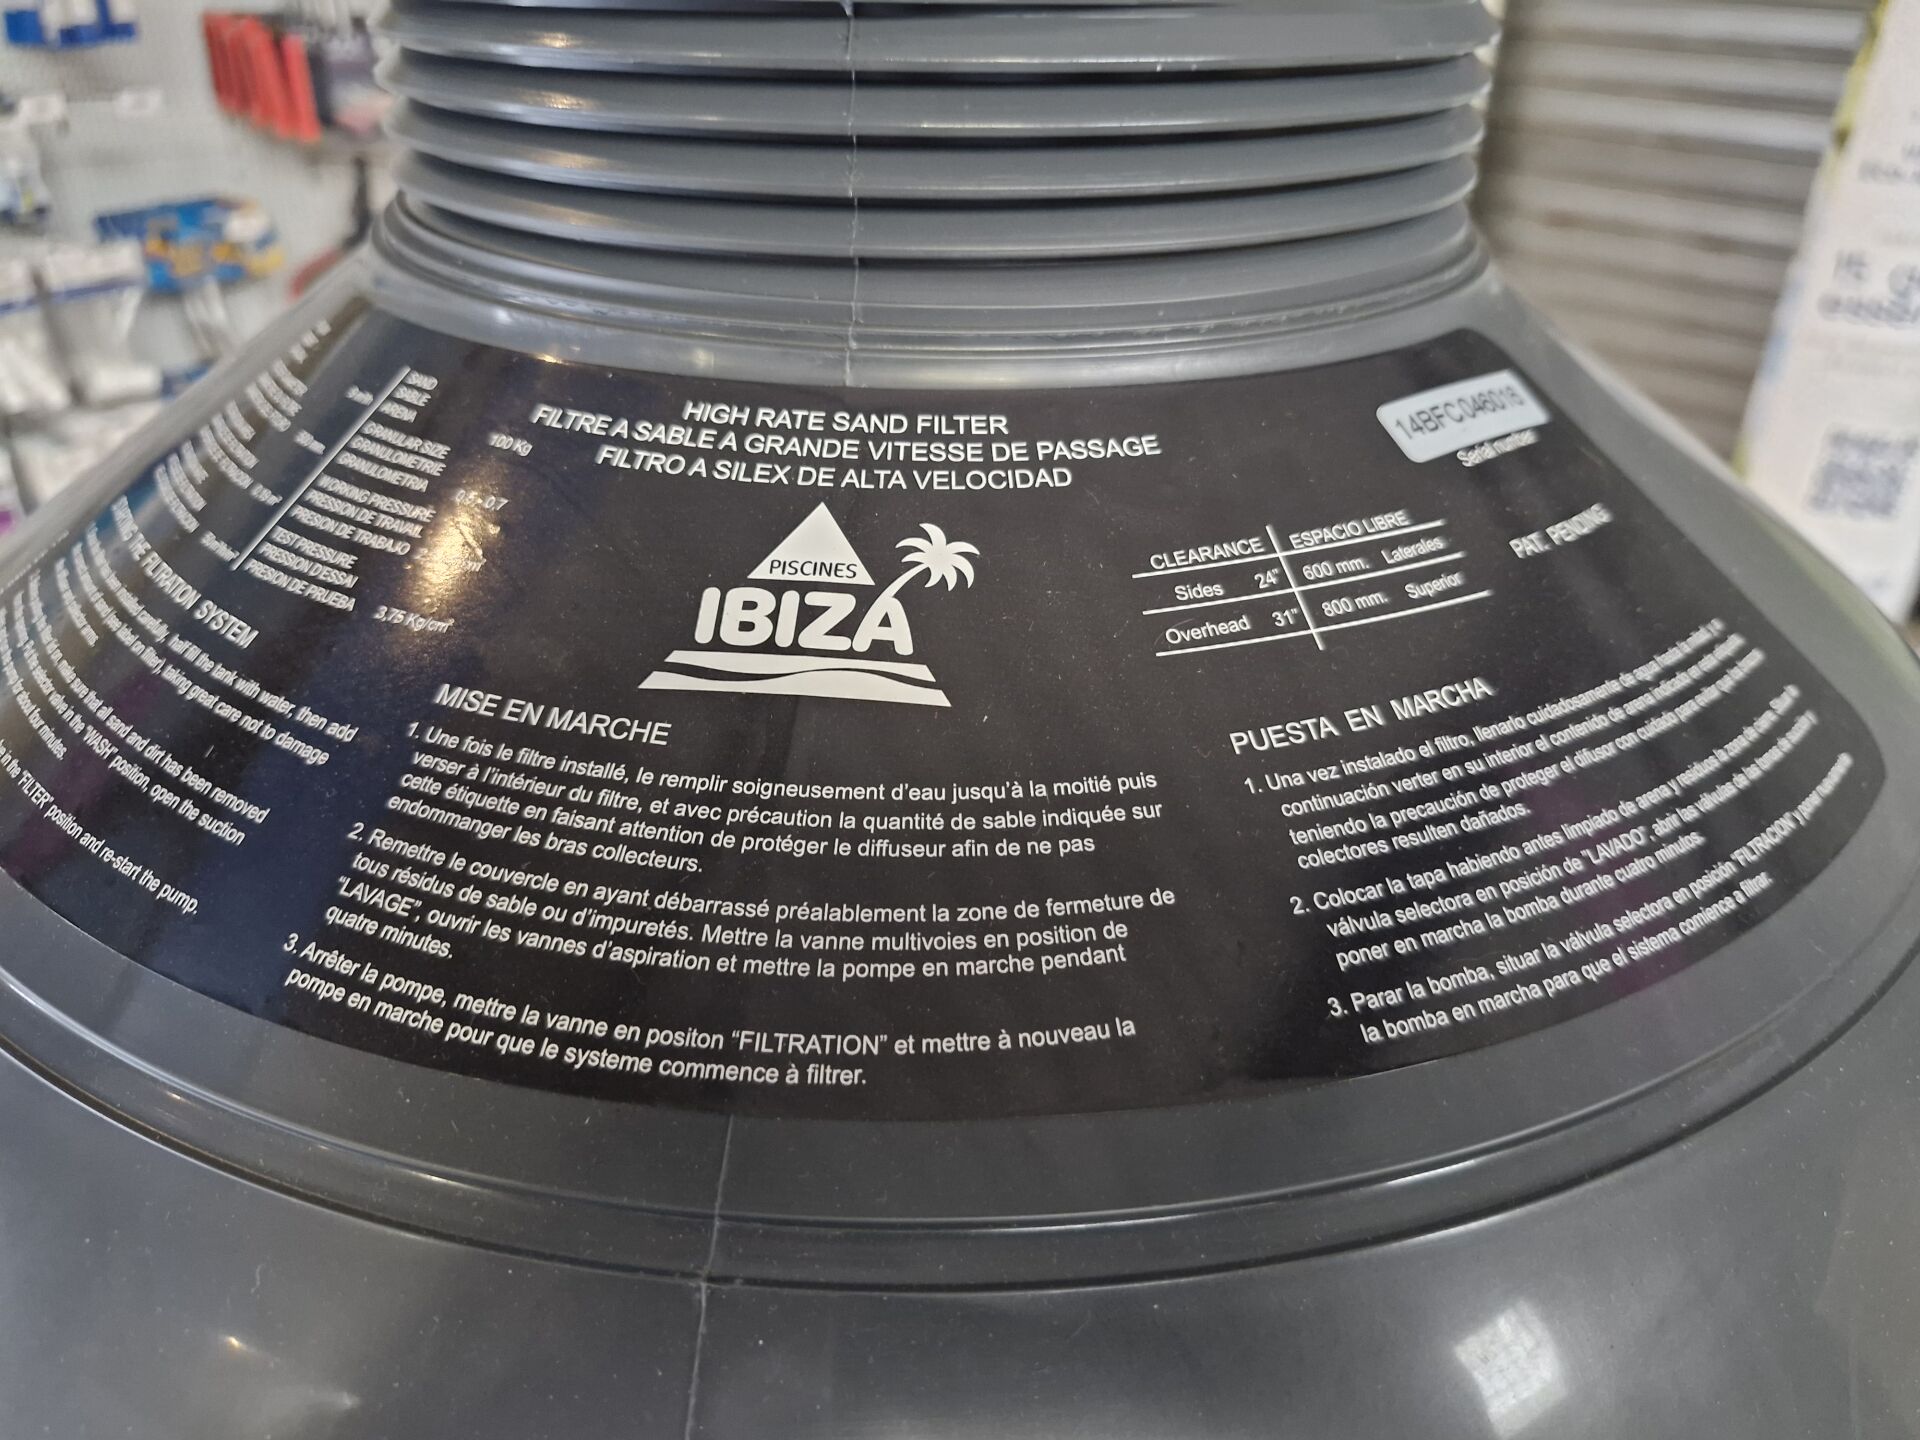 HIGH RATE SAND FILTER
FILTRE A SABLE A GRANDE VITESSE DE PASSAGE
FILTRO A SILEX DE ALTA VELOCIDAD
PISCINES
IBIZA
SAND
SABLE
ARENA
100 Kg
GRANULAR SIZE
GRANULOMETRIE
GRANULOMETRIA
0.5 - 0.7
WORKING PRESSURE
PRESSION DE TRAVAIL
PRESION DE TRABAJO
TEST PRESSURE
PRESSION D'ESSAI
PRESION DE PRUEBA
3,75 Kg/cm²
THE FILTRATION SYSTEM
carefully, half fill the tank with water, then add
(see label on filter), taking great care not to damage
make sure that all sand and dirt has been removed
valve in the "WASH" position, open the suction
for about four minutes.
in the "FILTER" position and re-start the pump.
MISE EN MARCHE
1. Une fois le filtre installé, le remplir soigneusement d'eau jusqu'à la moitié puis
verser à l'intérieur du filtre, et avec précaution la quantité de sable indiquée sur
cette étiquette en faisant attention de protéger le diffuseur afin de ne pas
endommanger les bras collecteurs.
2. Remettre le couvercle en ayant débarrassé préalablement la zone de fermeture de
tous résidus de sable ou d'impuretés. Mettre la vanne multivoies en position de
"LAVAGE", ouvrir les vannes d'aspiration et mettre la pompe en marche pendant
quatre minutes.
3. Arrêter la pompe, mettre la vanne en positon "FILTRATION" et mettre à nouveau la
pompe en marche pour que le systeme commence à filtrer.
14BFC046018
Serial number
CLEARANCE ESPACIO LIBRE
Sides 24" 600 mm. Laterales
Overhead 31" 800 mm. Superior
PAT. PENDING
PUESTA EN MARCHA
1. Una vez instalado el filtro, llenarlo cuidadosamente de agua hasta la mitad y a
continuación verter en su interior el contenido de arena indicado en esta etiqueta
teniendo la precaución de proteger el difusor con cuidado para evitar que los brazos
colectores resulten dañados.
2. Colocar la tapa habiendo antes limpiado de arena y residuos la zona de cierre. Con la
válvula selectora en posición de "LAVADO", abrir las válvulas de las tomas de succión y
poner en marcha la bomba durante cuatro minutos.
3. Parar la bomba, situar la válvula selectora en posición "FILTRACION" y poner nuevamente
la bomba en marcha para que el sistema comience a filtrar.